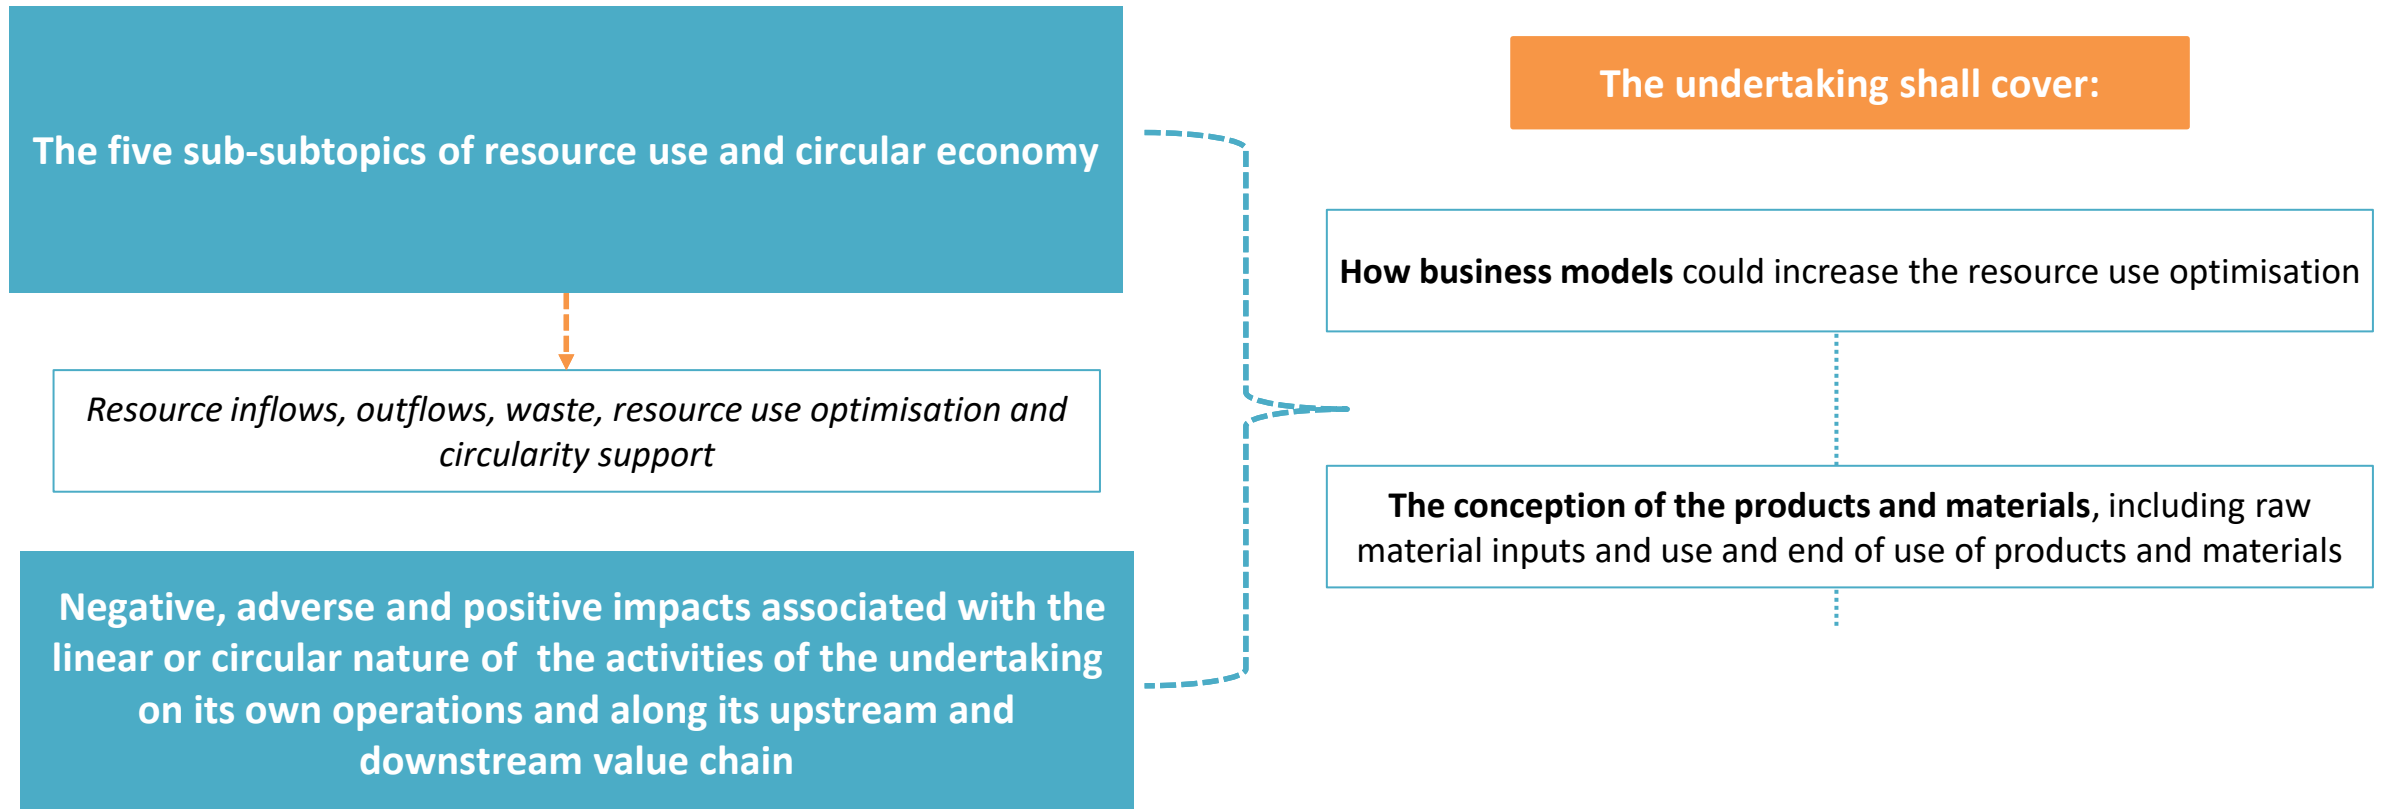 The five sub-subtopics of resource use and circular economy
Resource inflows, outflows, waste, resource use optimisation and
circularity support
Negative, adverse and positive impacts associated with the
linear or circular nature of  the activities of the undertaking
on its own operations and along its upstream and
downstream value chain
The undertaking shall cover:
How business models could increase the resource use optimisation
The conception of the products and materials, including raw
material inputs and use and end of use of products and materials